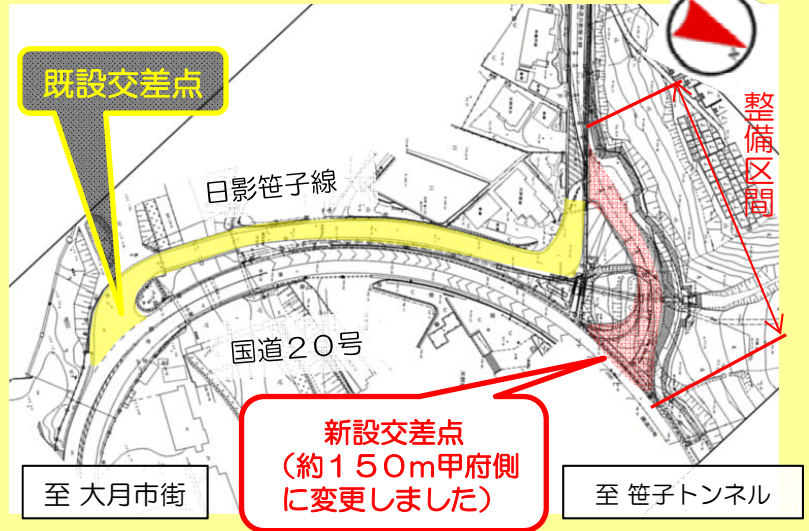 既設交差点
日影笹子線
国道20号
整備区間
新設交差点
（約150m甲府側
に変更しました）
至 大月市街
至 笹子トンネル
N